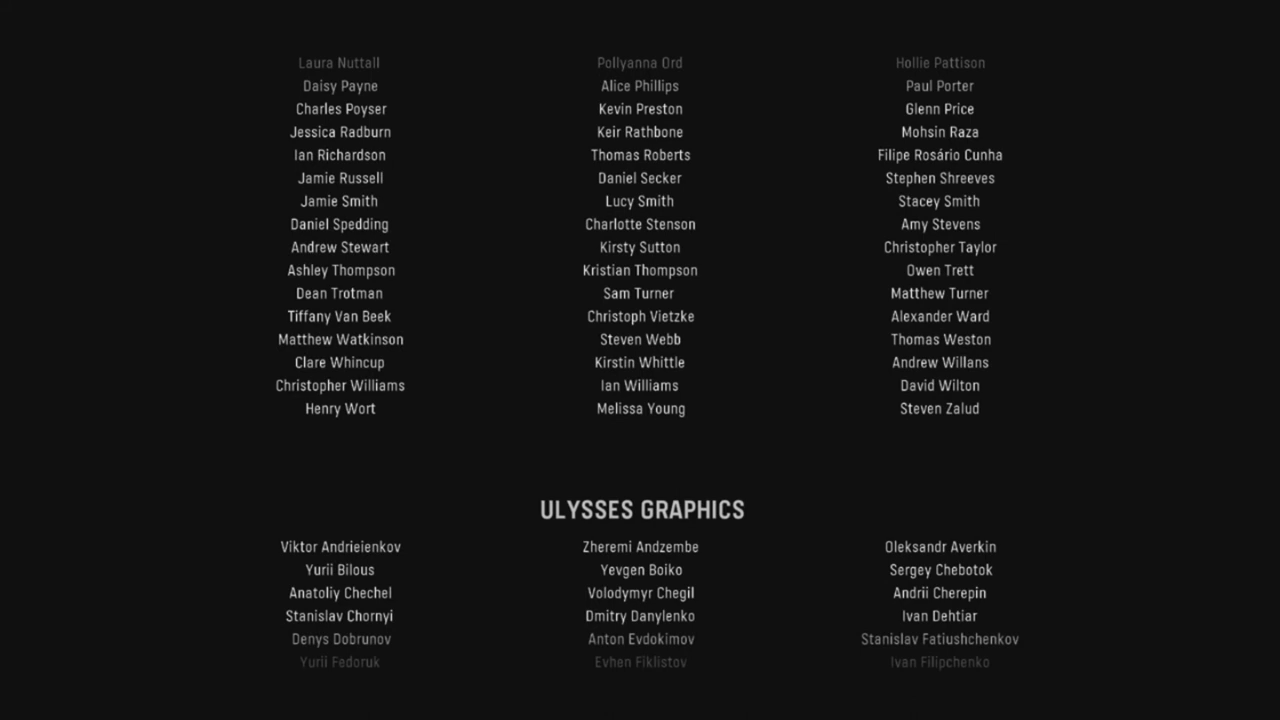 Laura Nuttall Pollyanna Ord Hollie Pattison
Daisy Payne Alice Phillips Paul Porter
Charles Poyser Kevin Preston Glenn Price
Jessica Radburn Keir Rathbone Mohsin Raza
Ian Richardson Thomas Roberts Filipe Rosário Cunha
Jamie Russell Daniel Secker Stephen Shreeves
Jamie Smith Lucy Smith Stacey Smith
Daniel Spedding Charlotte Stenson Amy Stevens
Andrew Stewart Kirsty Sutton Christopher Taylor
Ashley Thompson Kristian Thompson Owen Trett
Dean Trotman Sam Turner Matthew Turner
Tiffany Van Beek Christoph Vietzke Alexander Ward
Matthew Watkinson Steven Webb Thomas Weston
Clare Whincup Kirstin Whittle Andrew Willans
Christopher Williams Ian Williams David Wilton
Henry Wort Melissa Young Steven Zalud
ULYSSES GRAPHICS
Viktor Andrieienkov Zheremi Andzembe Oleksandr Averkin
Yurii Bilous Yevgen Boiko Sergey Chebotok
Anatoliy Chechel Volodymyr Chegil Andrii Cherepin
Stanislav Chornyi Dmitry Danylenko Ivan Dehtiar
Denys Dobrunov Anton Evdokimov Stanislav Fatiushchenkov
Yurii Fedoruk Evhen Fiklistov Ivan Filipchenko